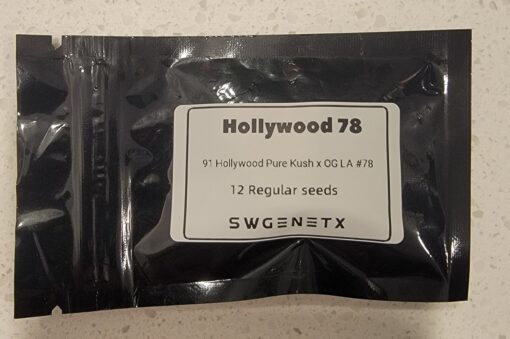 Hollywood 78
91 Hollywood Pure Kush x OG LA #78
12 Regular seeds
SWGENETX